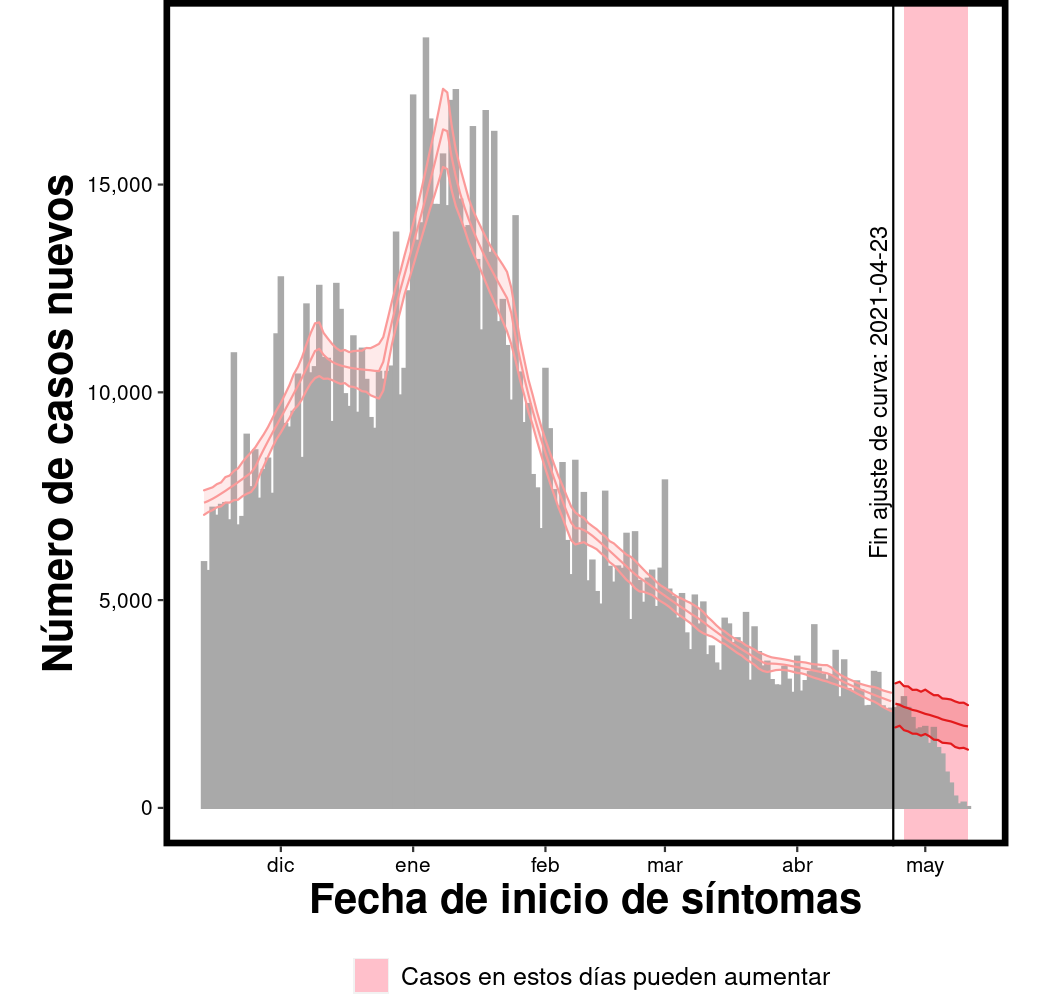 Número de casos nuevos
15,000
10,000
5,000
0
Fin ajuste de curva: 2021-04-23
dic ene feb mar abr may
Fecha de inicio de síntomas
Casos en estos días pueden aumentar